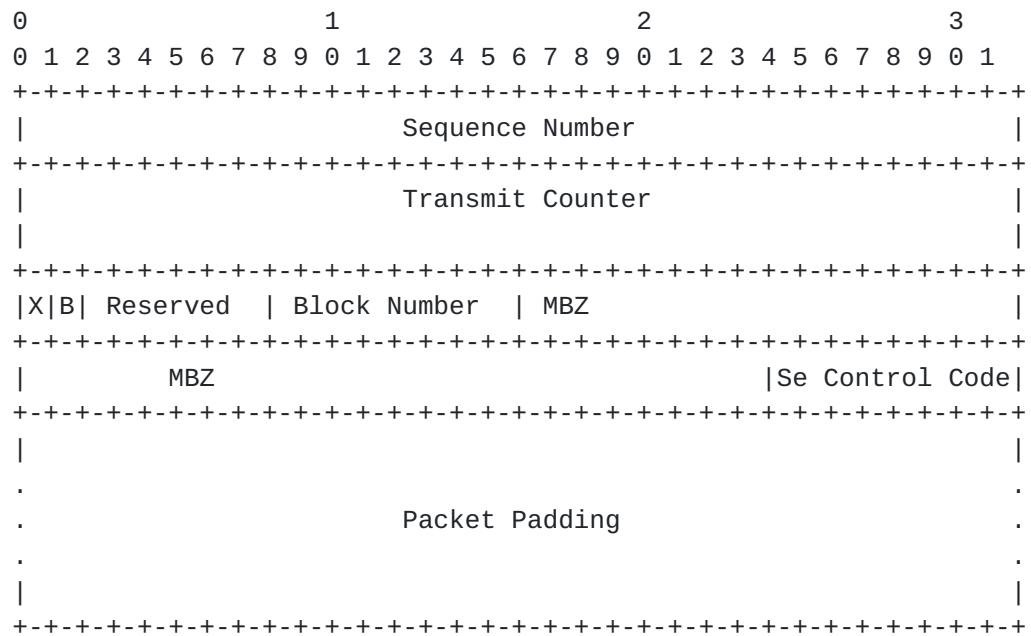 0                   1                   2                   3
0 1 2 3 4 5 6 7 8 9 0 1 2 3 4 5 6 7 8 9 0 1 2 3 4 5 6 7 8 9 0 1
+-+-+-+-+-+-+-+-+-+-+-+-+-+-+-+-+-+-+-+-+-+-+-+-+-+-+-+-+-+-+-+-+
|                        Sequence Number                        |
+-+-+-+-+-+-+-+-+-+-+-+-+-+-+-+-+-+-+-+-+-+-+-+-+-+-+-+-+-+-+-+-+
|                        Transmit Counter                       |
|                                                               |
+-+-+-+-+-+-+-+-+-+-+-+-+-+-+-+-+-+-+-+-+-+-+-+-+-+-+-+-+-+-+-+-+
|X|B| Reserved  | Block Number  | MBZ                           |
+-+-+-+-+-+-+-+-+-+-+-+-+-+-+-+-+-+-+-+-+-+-+-+-+-+-+-+-+-+-+-+-+
|         MBZ                                   |Se Control Code|
+-+-+-+-+-+-+-+-+-+-+-+-+-+-+-+-+-+-+-+-+-+-+-+-+-+-+-+-+-+-+-+-+
|                                                               |
.                                                               .
.                        Packet Padding                         .
.                                                               .
|                                                               |
+-+-+-+-+-+-+-+-+-+-+-+-+-+-+-+-+-+-+-+-+-+-+-+-+-+-+-+-+-+-+-+-+